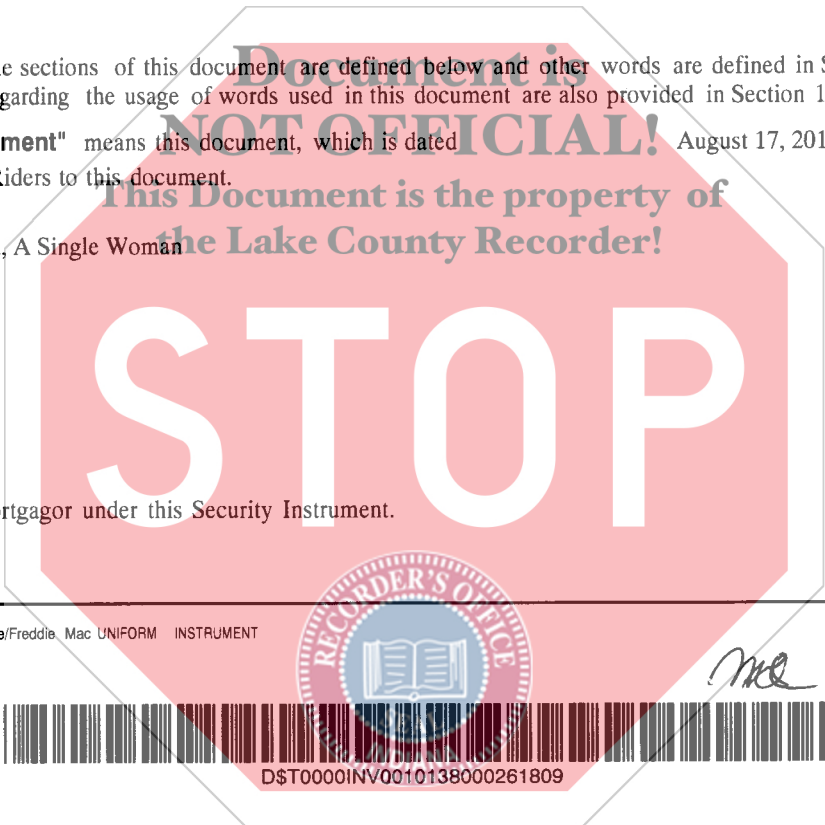 Document is
e sections of this document are defined below and other words are defined in S
garding the usage of words used in this document are also provided in Section 1
NOT OFFICIAL!
ment" means this document, which is dated August 17, 201
This Document is the property of
Riders to this document.
the Lake County Recorder!
, A Single Woman
STOP
rtgagor under this Security Instrument.
RECORDER'S OFFICE
e/Freddie Mac UNIFORM INSTRUMENT
SEAL
INDIANA
D$T0000INV0010138000261809